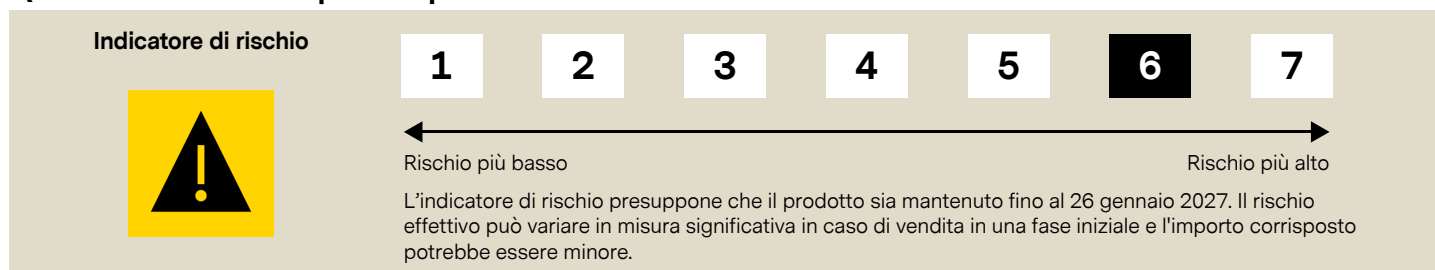 Indicatore di rischio
1 2 3 4 5 6 7
Rischio più basso
Rischio più alto
L'indicatore di rischio presuppone che il prodotto sia mantenuto fino al 26 gennaio 2027. Il rischio
effettivo può variare in misura significativa in caso di vendita in una fase iniziale e l'importo corrisposto
potrebbe essere minore.